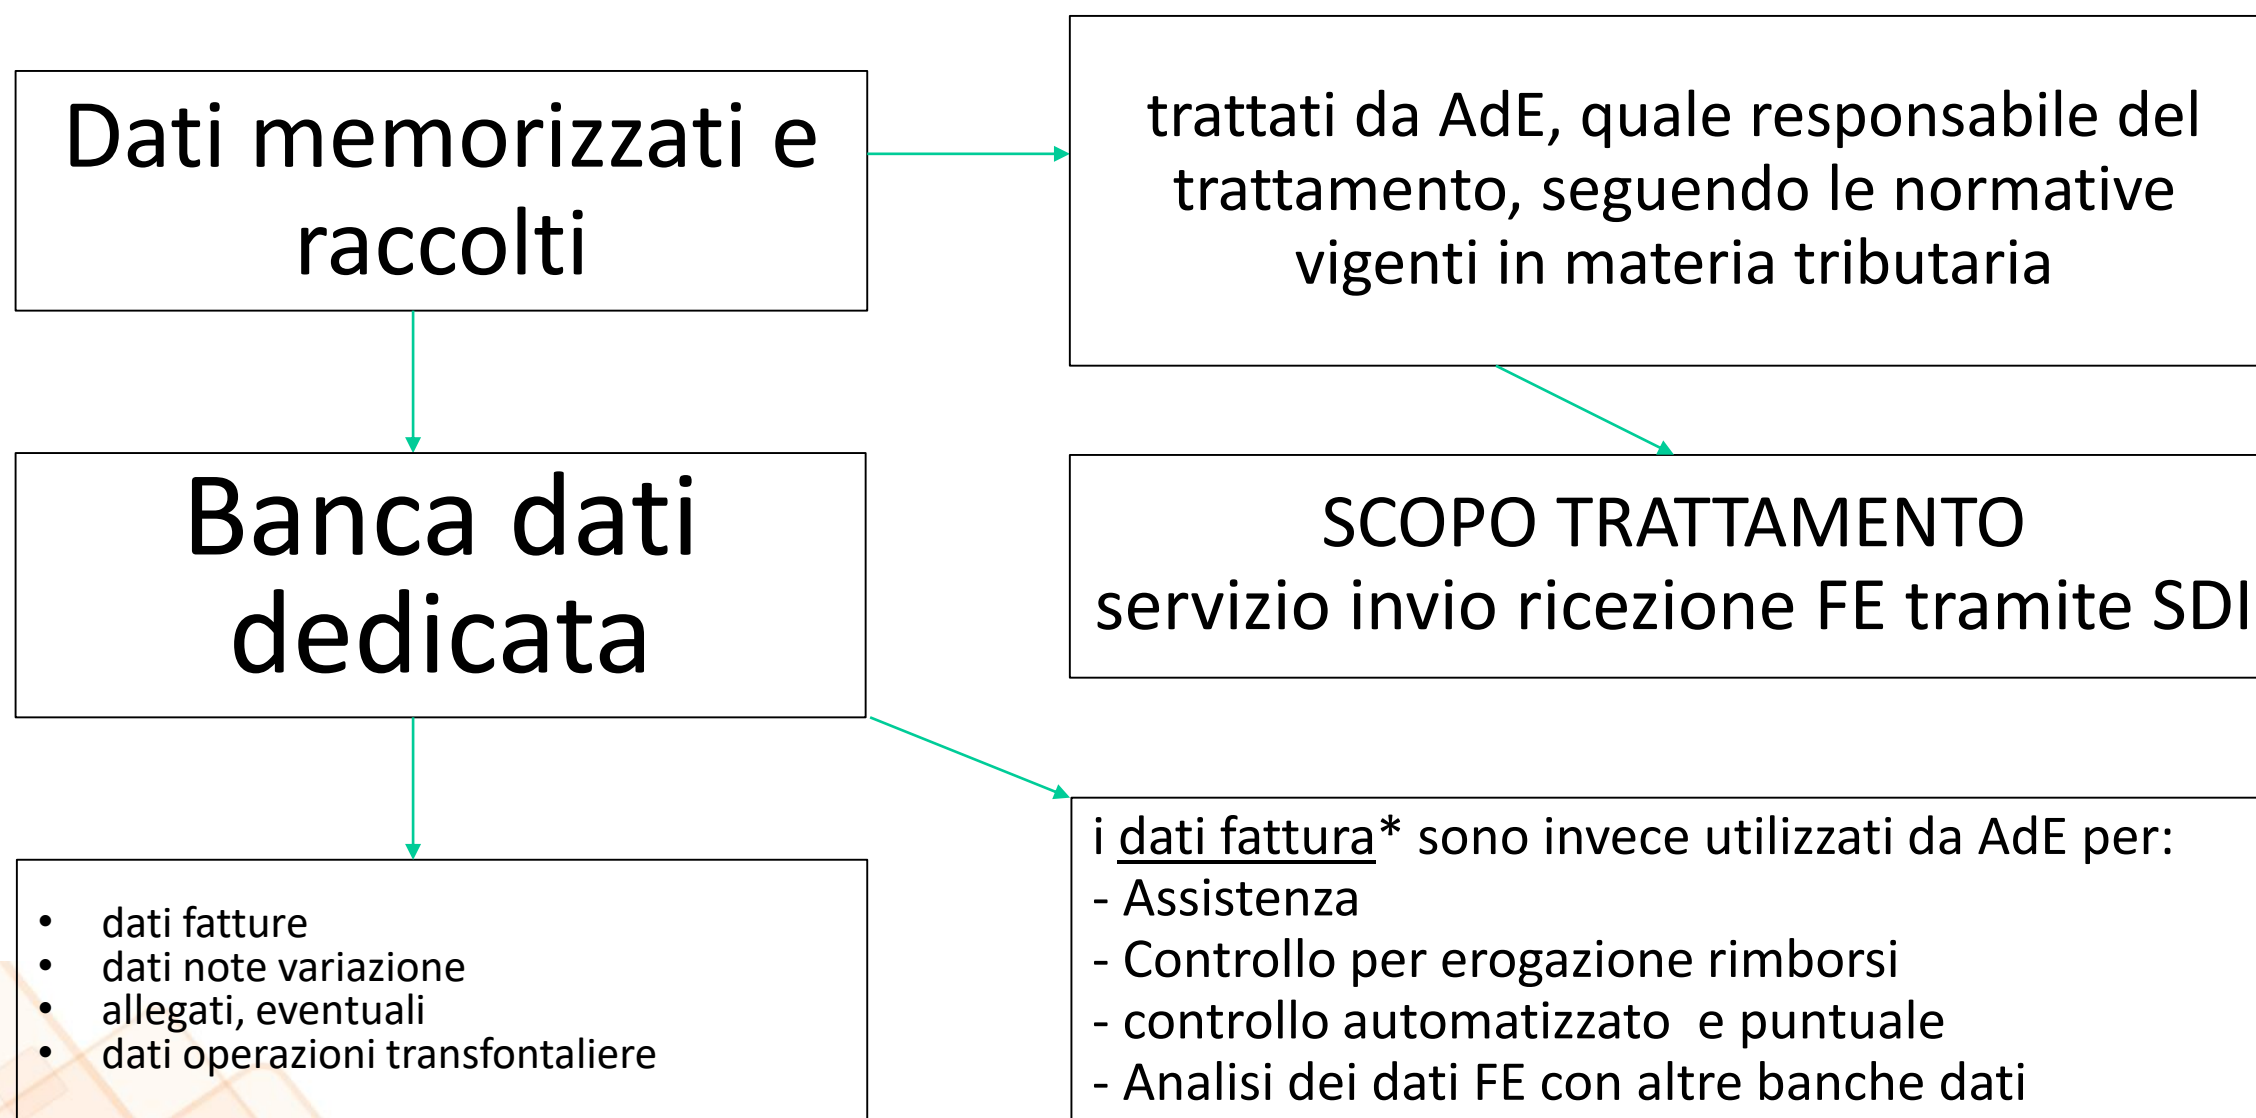 Dati memorizzati e
raccolti
trattati da AdE, quale responsabile del
trattamento, seguendo le normative
vigenti in materia tributaria
Banca dati
dedicata
SCOPO TRATTAMENTO
servizio invio ricezione FE tramite SDI
• dati fatture
• dati note variazione
• allegati, eventuali
• dati operazioni transfontaliere
i dati fattura* sono invece utilizzati da AdE per:
- Assistenza
- Controllo per erogazione rimborsi
- controllo automatizzato e puntuale
- Analisi dei dati FE con altre banche dati